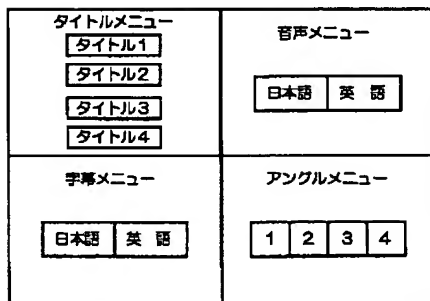 タイトルメニュー
タイトル1
タイトル2
タイトル3
タイトル4
音声メニュー
日本語 英 語
字幕メニュー
日本語 英 語
アングルメニュー
1 2 3 4